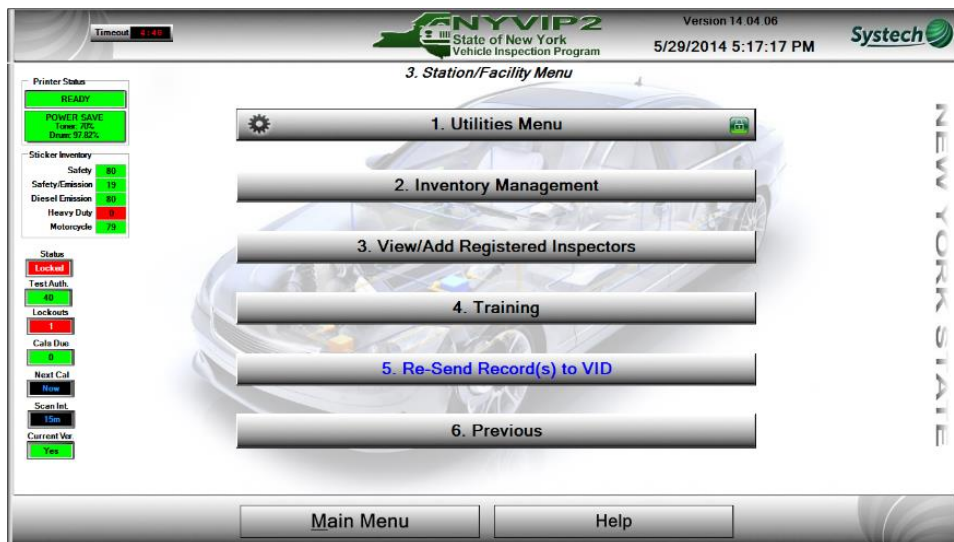 Timeout 4:46
NYVIP2
State of New York
Vehicle Inspection Program
Version 14.04.06
5/29/2014 5:17:17 PM
Systech
3. Station/Facility Menu
Printer Status
READY
POWER SAVE
Toner: 70%
Drum: 97.82%
Sticker Inventory
Safety 80
Safety/Emission 19
Diesel Emission 80
Heavy Duty 0
Motorcycle 79
Status
Locked
Test Auth.
40
Lockouts
1
Cals Due
0
Next Cal
Now
Scan Int.
15m
Current Ver.
Yes
1. Utilities Menu
2. Inventory Management
3. View/Add Registered Inspectors
4. Training
5. Re-Send Record(s) to VID
6. Previous
NEW YORK STATE
Main Menu
Help